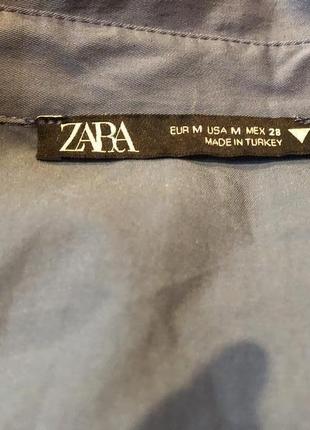 ZARA
EUR M USA M MEX 28
MADE IN TURKEY